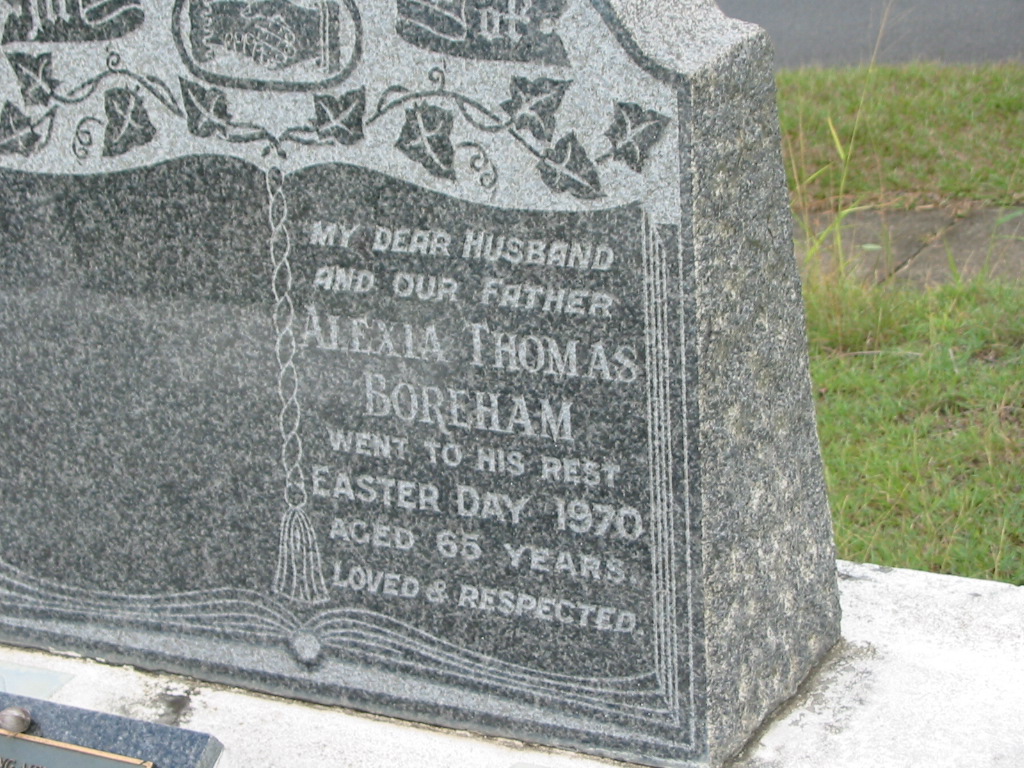 MY DEAR HUSBAND
AND OUR FATHER
ALEXIA THOMAS
BOREHAM
WENT TO HIS REST
EASTER DAY 1970
AGED 65 YEARS.
LOVED & RESPECTED.